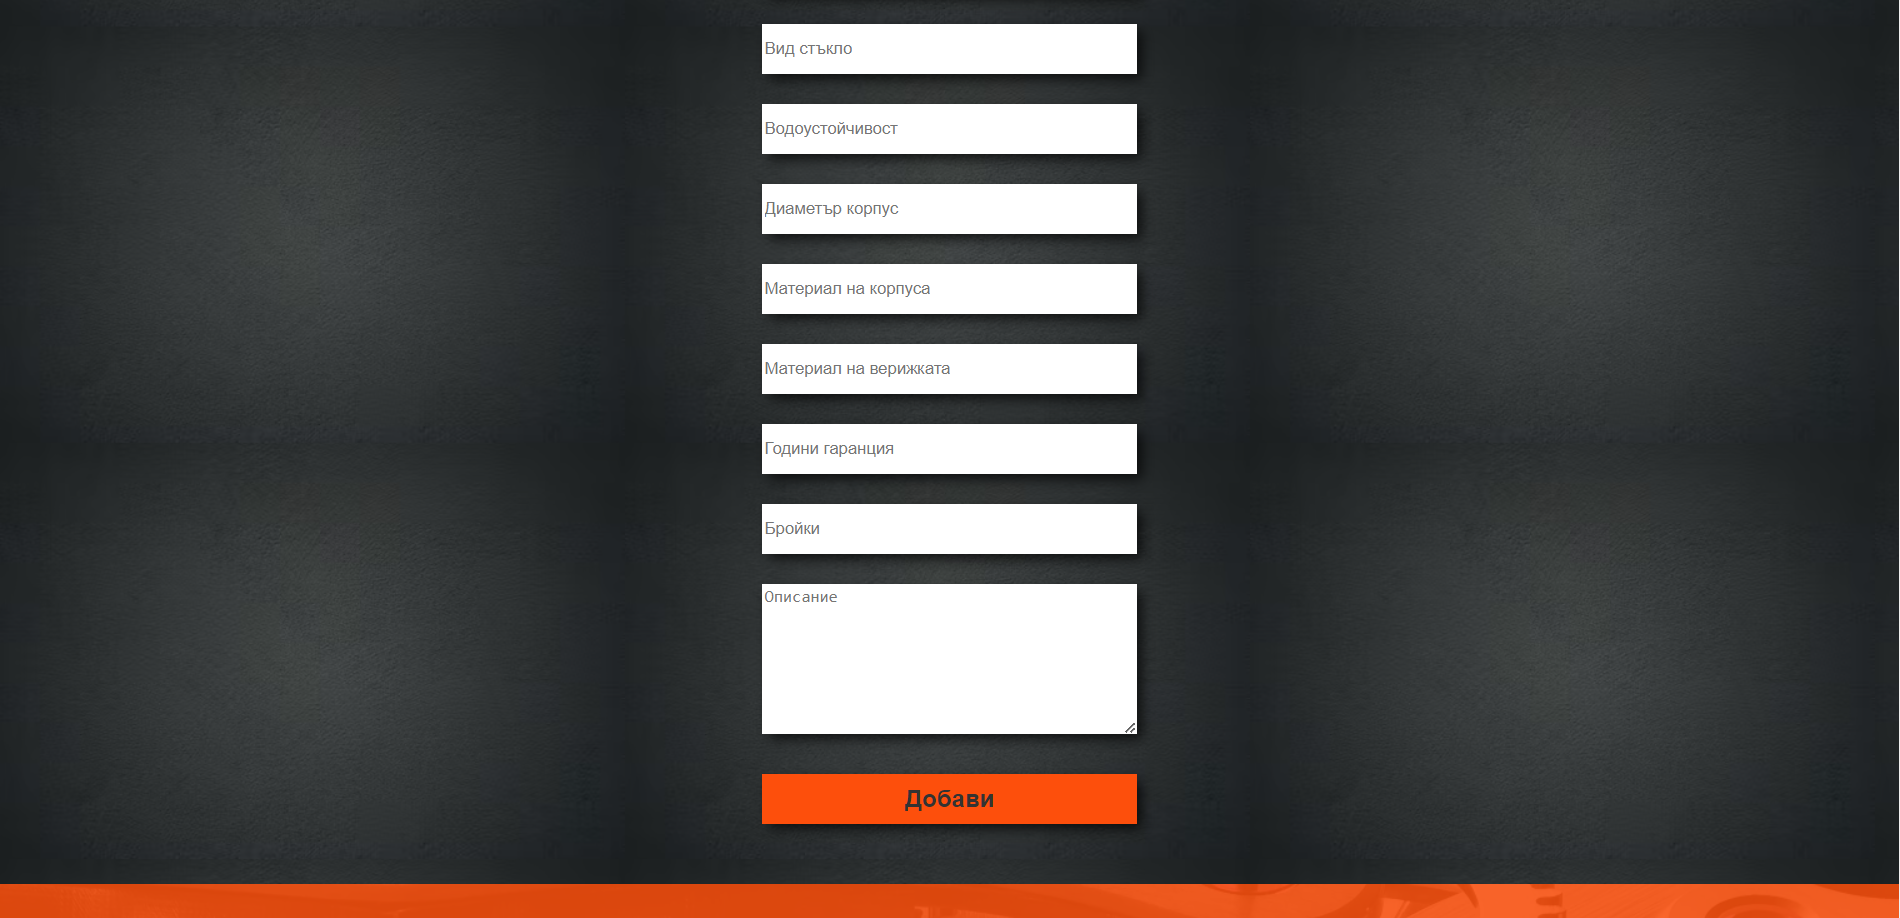 Вид стъкло
Водоустойчивост
Диаметър корпус
Материал на корпуса
Материал на верижката
Години гаранция
Бройки
Описание
Добави